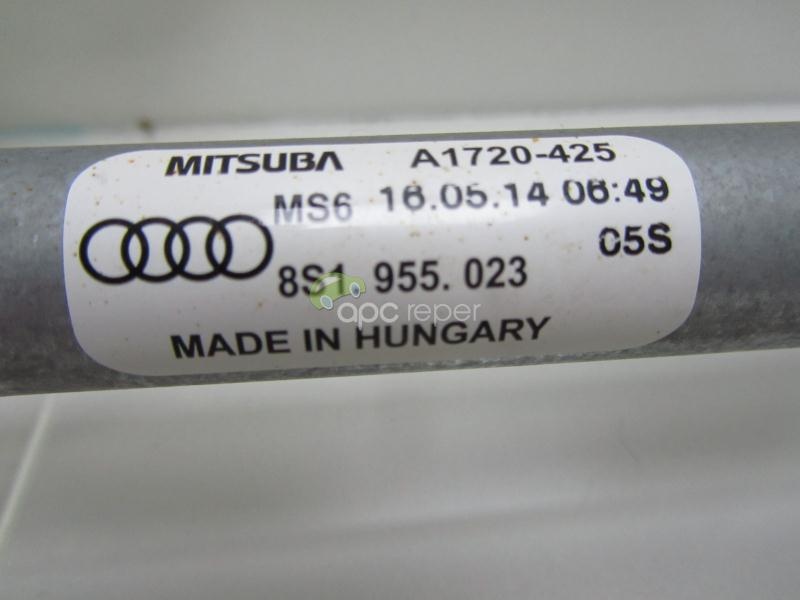 MITSUBA A1720-425
MS6 16.05.14 06:49
05S
8S1 955. 023
apc reper
MADE IN HUNGARY